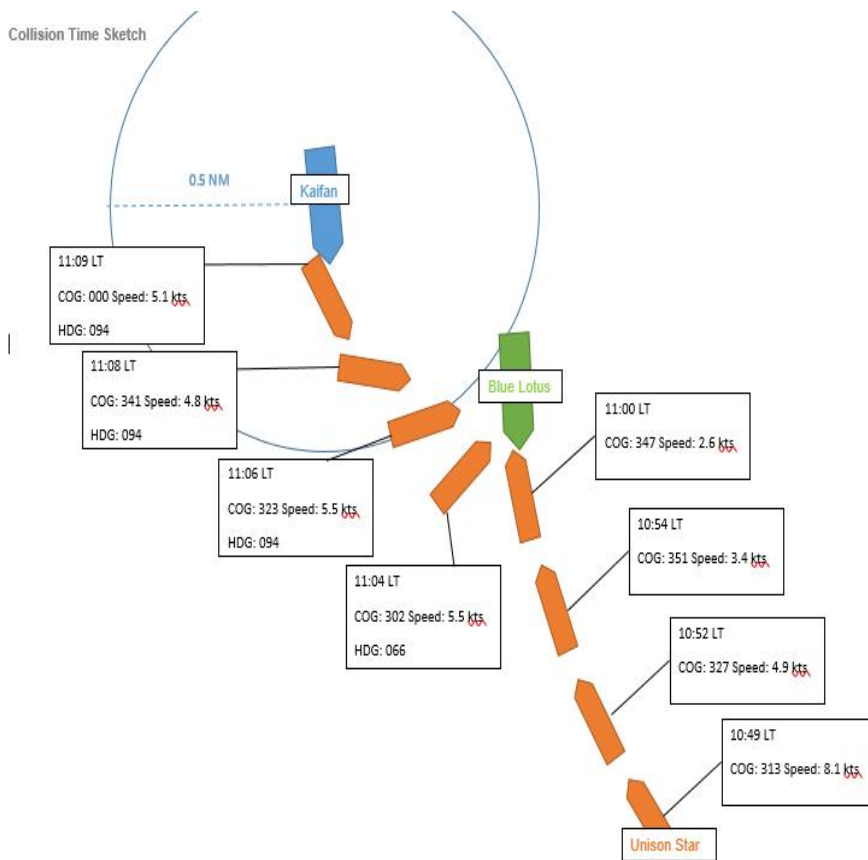 Collision Time Sketch
0.5 NM
Kaifan
11:09 LT
COG: 000 Speed: 5.1 kts
HDG: 094
11:08 LT
COG: 341 Speed: 4.8 kts
HDG: 094
Blue Lotus
11:00 LT
COG: 347 Speed: 2.6 kts
11:06 LT
COG: 323 Speed: 5.5 kts
HDG: 094
10:54 LT
COG: 351 Speed: 3.4 kts
11:04 LT
COG: 302 Speed: 5.5 kts
HDG: 066
10:52 LT
COG: 327 Speed: 4.9 kts
10:49 LT
COG: 313 Speed: 8.1 kts
Unison Star